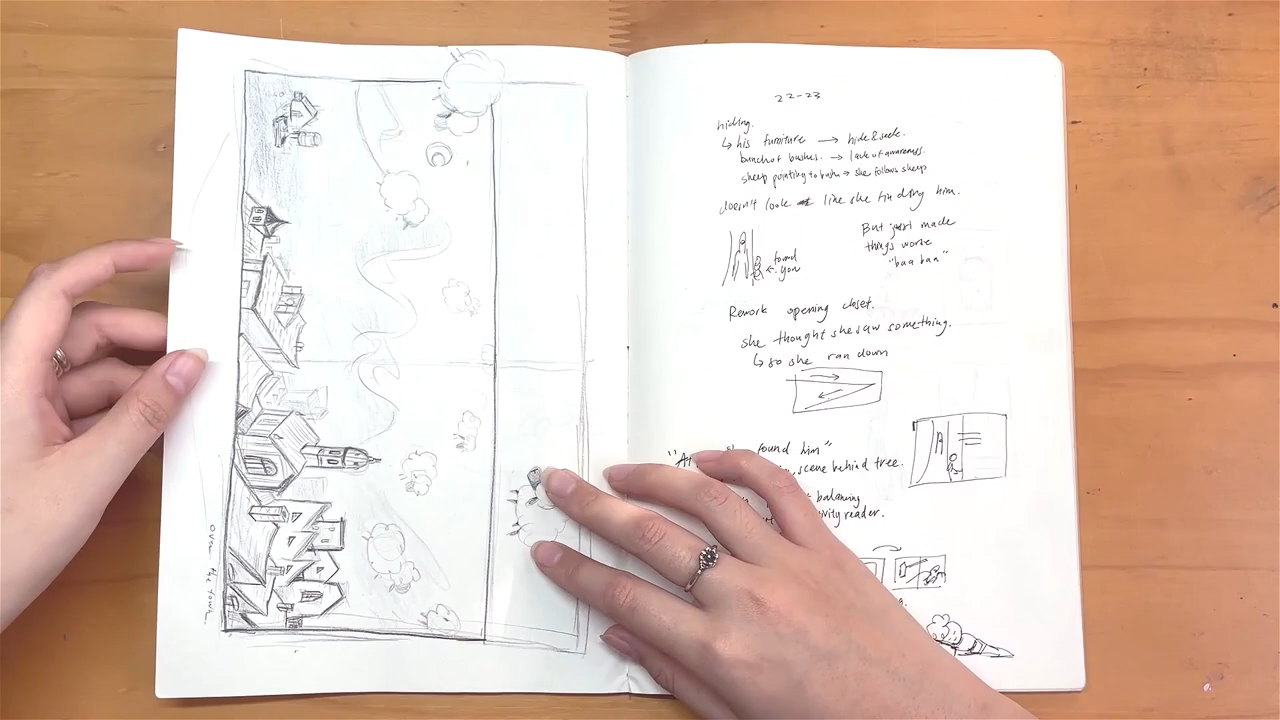 over the town
22-23
hiding.
↳ his furniture → hide & seek.
bunch of bushes. → lack of awareness.
sheep pointing to bush → she follows sheep
doesn't look like she finding him.
But just made
things worse
"baa baa"
found
you
Rework opening closet.
she thought she saw something.
↳ so she ran down
found him"
scene behind tree.
balancing
reader.